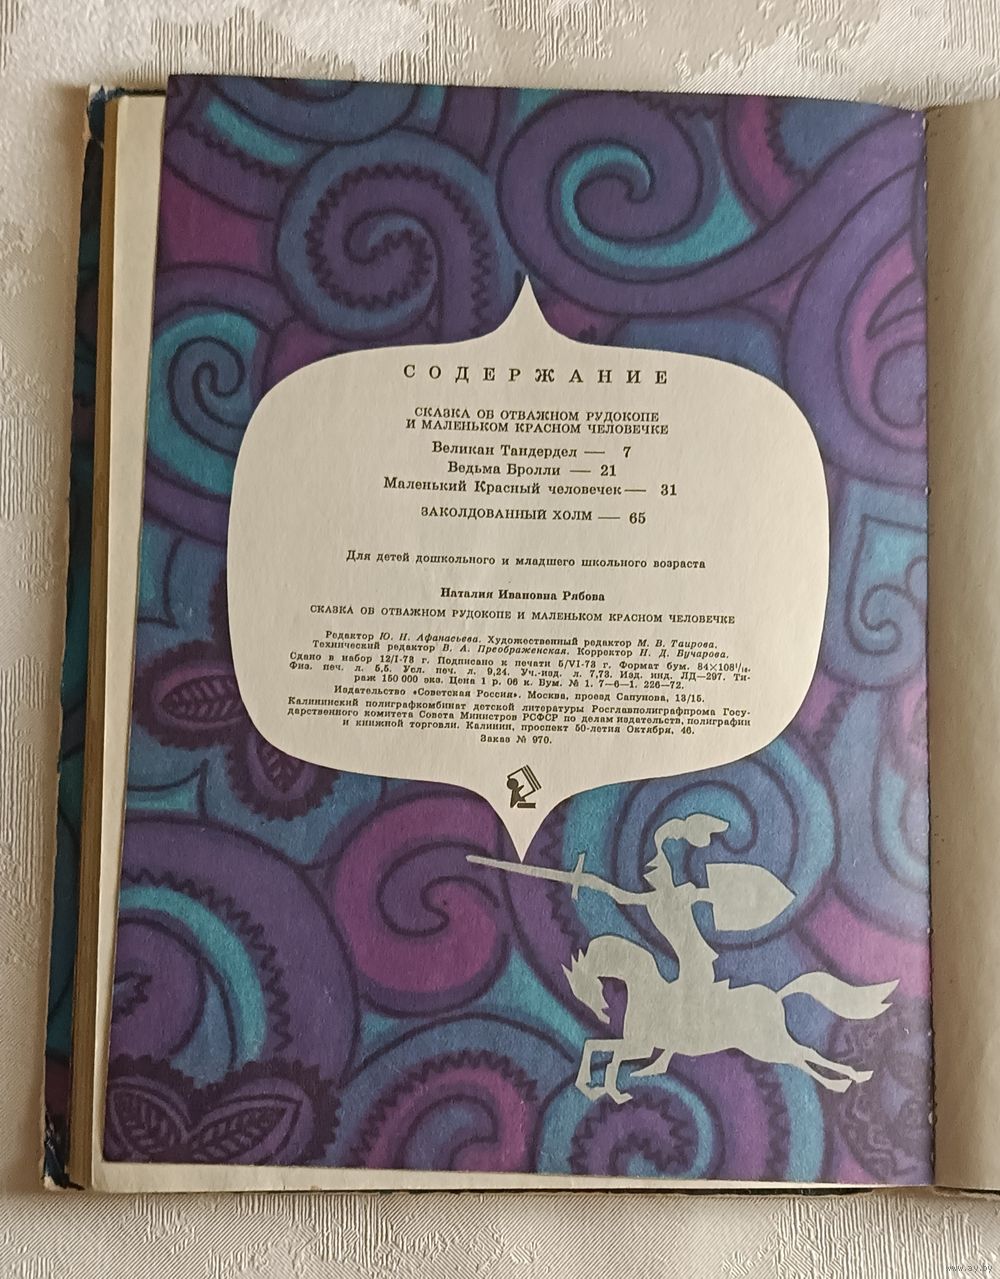 СОДЕРЖАНИЕ
СКАЗКА ОБ ОТВАЖНОМ РУДОКОПЕ
И МАЛЕНЬКОМ КРАСНОМ ЧЕЛОВЕЧКЕ
Великан Тандердел — 7
Ведьма Бролли — 21
Маленький Красный человечек — 31
ЗАКОЛДОВАННЫЙ ХОЛМ — 65
Для детей дошкольного и младшего школьного возраста
Наталия Ивановна Рябова
СКАЗКА ОБ ОТВАЖНОМ РУДОКОПЕ И МАЛЕНЬКОМ КРАСНОМ ЧЕЛОВЕЧКЕ
Редактор Ю. Н. Афанасьева. Художественный редактор М. В. Таирова.
Технический редактор В. А. Преображенская. Корректор Н. Д. Бучарова.
Сдано в набор 12/I-73 г. Подписано к печати 5/VI-73 г. Формат бум. 84×108¹/₁₆.
Физ. печ. л. 5,5. Усл. печ. л. 9,24. Уч.-изд. л. 7,73. Изд. инд. ЛД—297. Ти-
раж 150 000 экз. Цена 1 р. 06 к. Бум. № 1. 7—6—1. 226—72.
Издательство «Советская Россия». Москва, проезд Сапунова, 13/15.
Калининский полиграфкомбинат детской литературы Росглавполиграфпрома Госу-
дарственного комитета Совета Министров РСФСР по делам издательств, полиграфии
и книжной торговли. Калинин, проспект 50-летия Октября, 46.
Заказ № 970.
www.ay.by